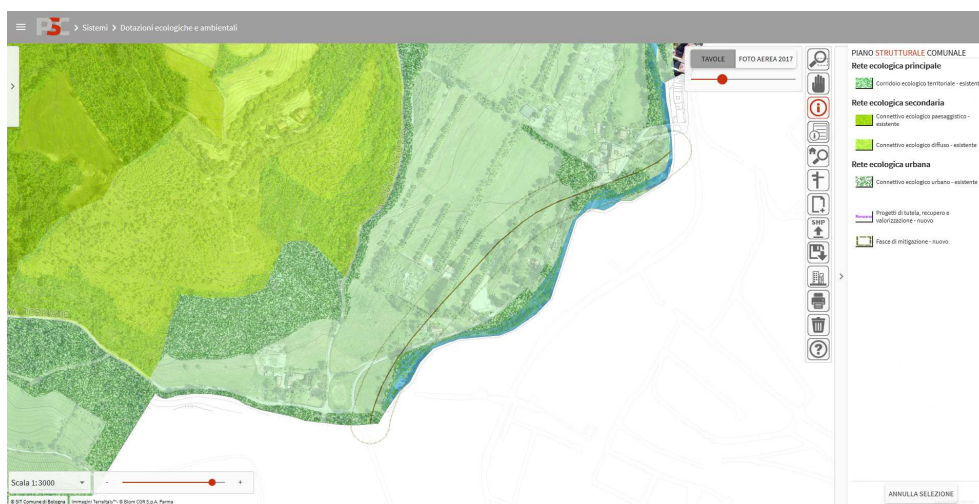 PSC > Sistemi > Dotazioni ecologiche e ambientali
TAVOLE
FOTO AEREA 2017
SHP
PIANO STRUTTURALE COMUNALE
Rete ecologica principale
Corridoio ecologico territoriale - esistent
Rete ecologica secondaria
Connettivo ecologico paesaggistico -
esistente
Connettivo ecologico diffuso - esistente
Rete ecologica urbana
Connettivo ecologico urbano - esistente
Progetti di tutela, recupero e
valorizzazione - nuovo
Fasce di mitigazione - nuovo
Scala 1:3000
- +
© SIT Comune di Bologna | Immagini TerraItaly™- © Blom CGR S.p.A. Parma
ANNULLA SELEZIONE